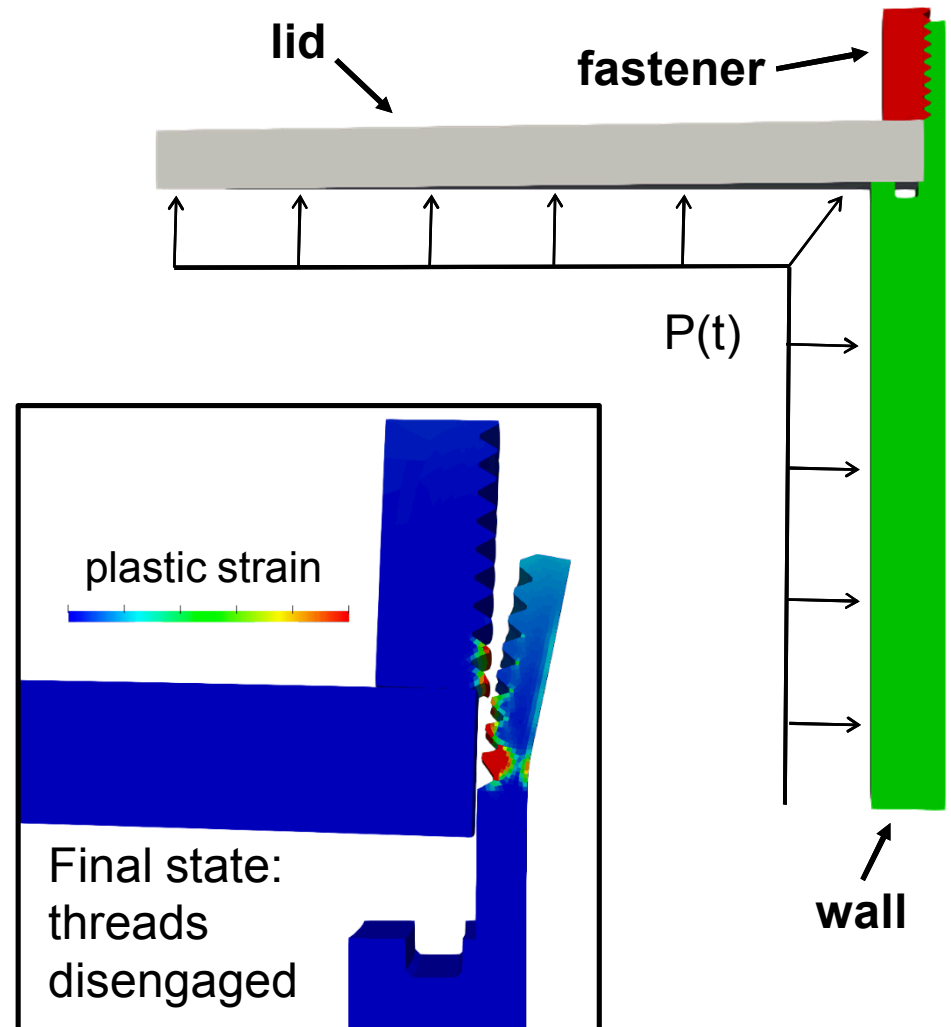 lid
fastener
P(t)
plastic strain
Final state:
threads
disengaged
wall